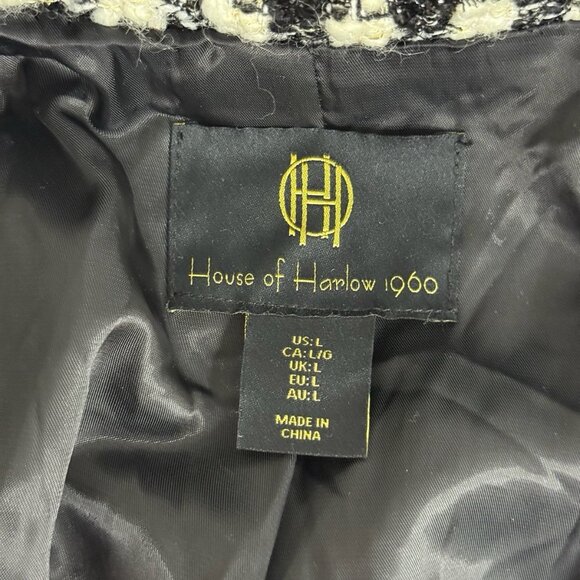 House of Harlow 1960
US: L
CA: L/G
UK: L
EU: L
AU: L
MADE IN
CHINA